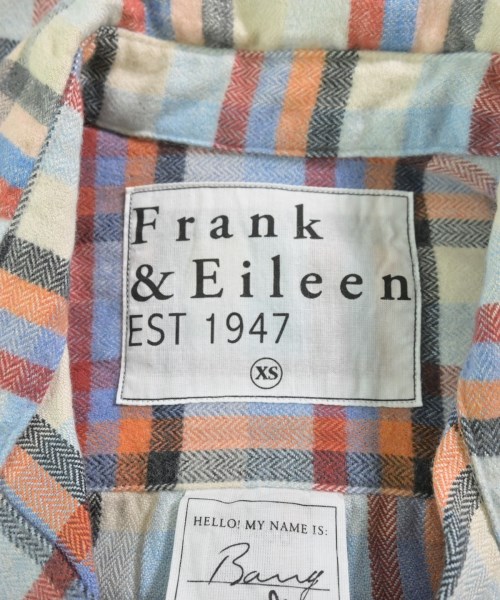 Frank
& Eileen
EST 1947
XS
HELLO! MY NAME IS: